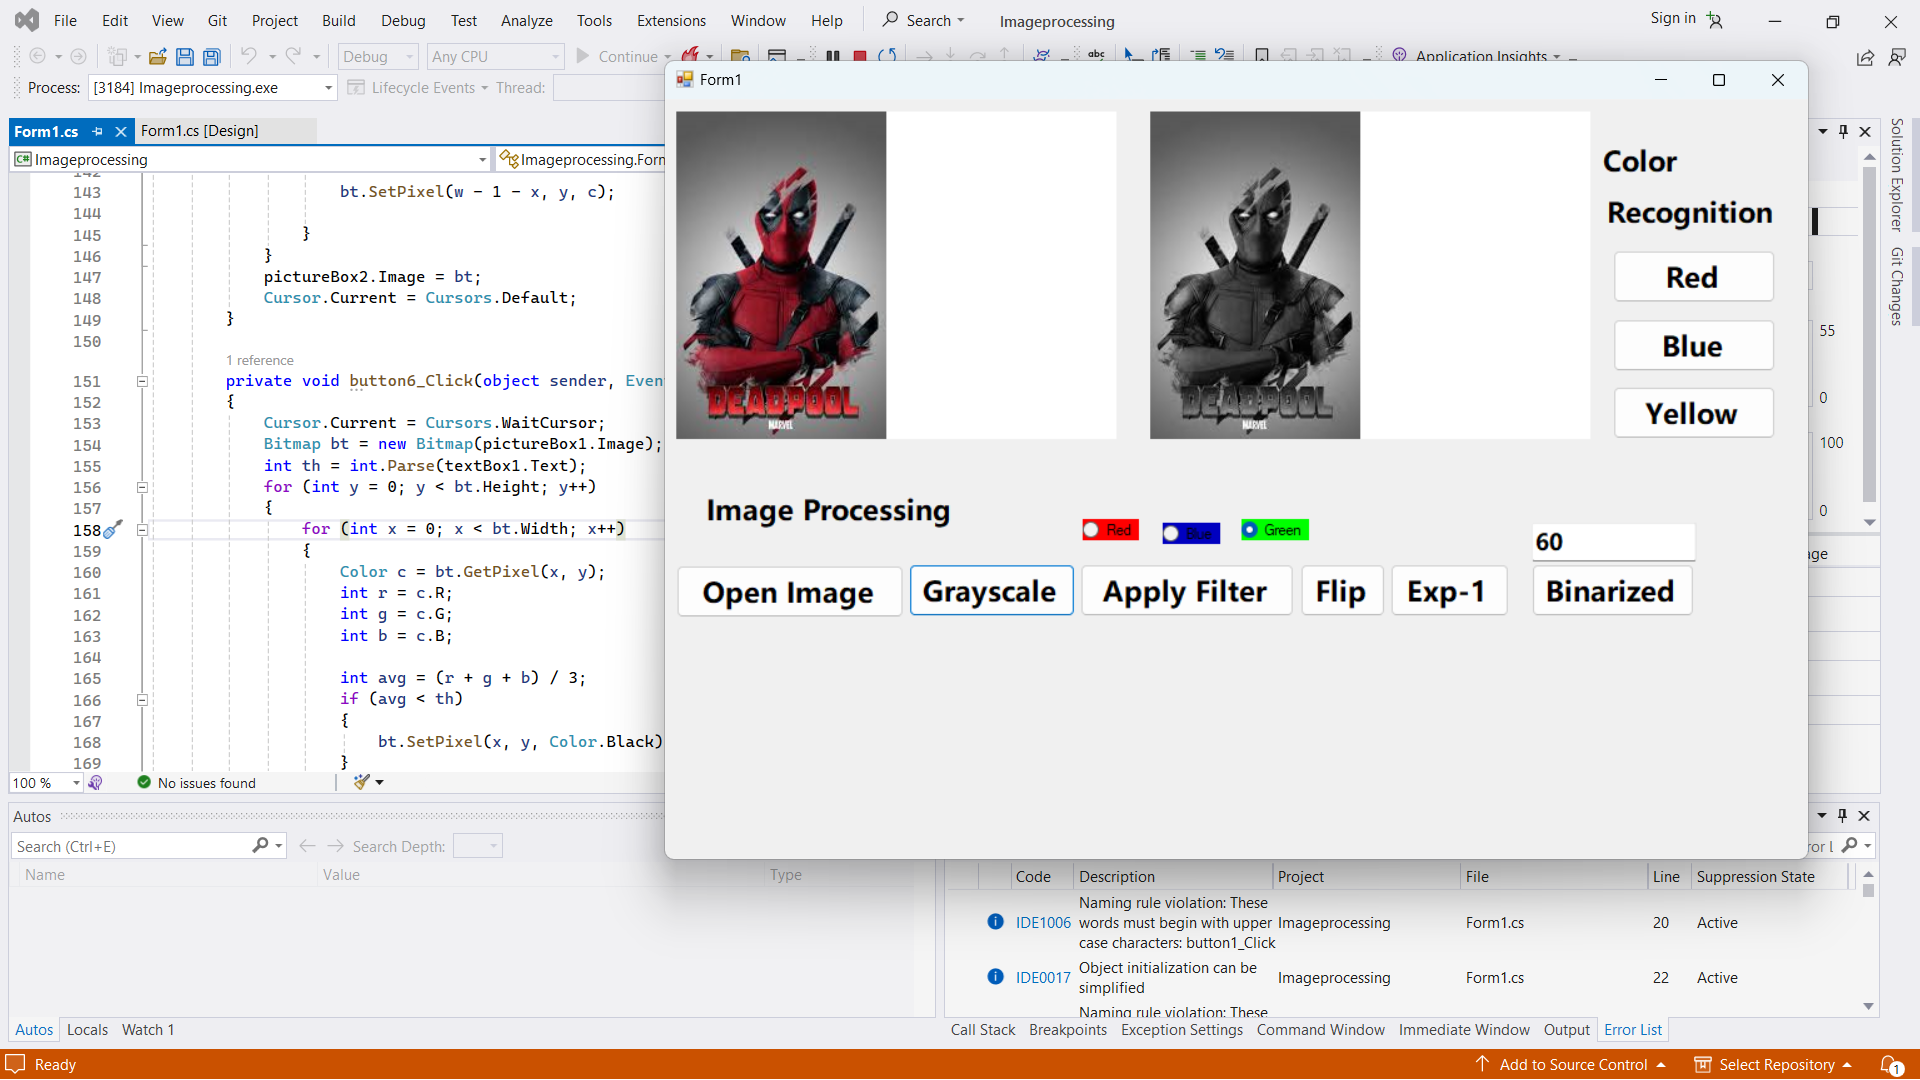 File Edit View Git Project Build Debug Test Analyze Tools Extensions Window Help Search Imageprocessing Sign in
Debug Any CPU Continue abc Application Insights
Process: [3184] Imageprocessing.exe Lifecycle Events Thread:
Form1.cs Form1.cs [Design]
C# Imageprocessing Imageprocessing.Form
142
143 bt.SetPixel(w - 1 - x, y, c);
144
145 }
146 }
147 pictureBox2.Image = bt;
148 Cursor.Current = Cursors.Default;
149 }
150
1 reference
151 private void button6_Click(object sender, Even
152 {
153 Cursor.Current = Cursors.WaitCursor;
154 Bitmap bt = new Bitmap(pictureBox1.Image);
155 int th = int.Parse(textBox1.Text);
156 for (int y = 0; y < bt.Height; y++)
157 {
158 for (int x = 0; x < bt.Width; x++)
159 {
160 Color c = bt.GetPixel(x, y);
161 int r = c.R;
162 int g = c.G;
163 int b = c.B;
164
165 int avg = (r + g + b) / 3;
166 if (avg < th)
167 {
168 bt.SetPixel(x, y, Color.Black)
169 }
100 % No issues found
Form1
DEADPOOL
MARVEL
DEADPOOL
MARVEL
Color
Recognition
Red
Blue
Yellow
Image Processing
Red Blue Green
60
Open Image Grayscale Apply Filter Flip Exp-1 Binarized
Solution Explorer
Git Changes
55
0
100
0
age
Autos
Search (Ctrl+E) Search Depth:
Name Value Type
Autos Locals Watch 1
ror L
Code Description Project File Line Suppression State
IDE1006 Naming rule violation: These
words must begin with upper Imageprocessing Form1.cs 20 Active
case characters: button1_Click
IDE0017 Object initialization can be
simplified Imageprocessing Form1.cs 22 Active
Naming rule violation: These
Call Stack Breakpoints Exception Settings Command Window Immediate Window Output Error List
Ready Add to Source Control Select Repository 1